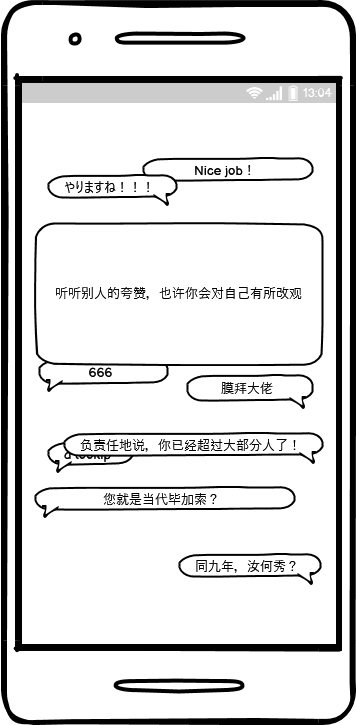 13:04
Nice job！
やりますね！！！
听听别人的夸赞，也许你会对自己有所改观
666
膜拜大佬
负责任地说，你已经超过大部分人了！
您就是当代毕加索？
同九年，汝何秀？